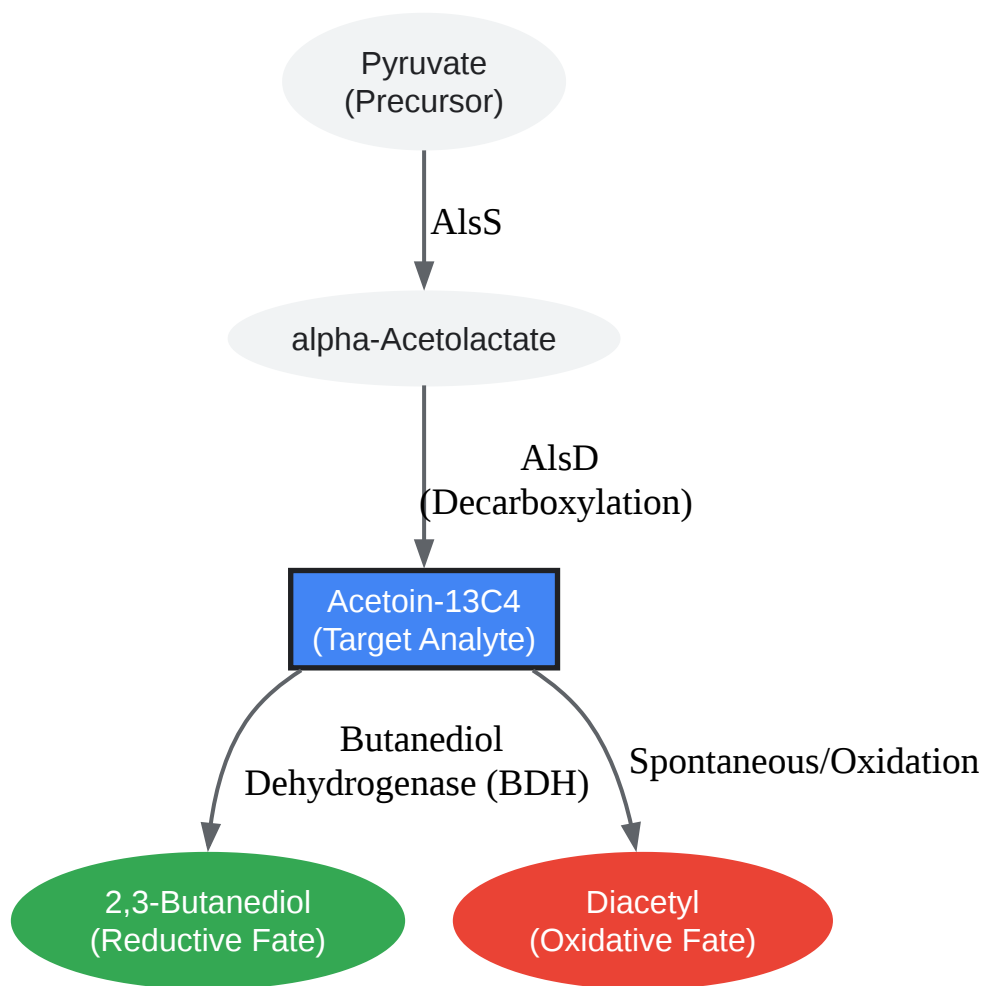 Pyruvate
(Precursor)
AlsS
alpha-Acetolactate
AlsD
(Decarboxylation)
Acetoin-13C4
(Target Analyte)
Butanediol
Dehydrogenase (BDH)
Spontaneous/Oxidation
2,3-Butanediol
(Reductive Fate)
Diacetyl
(Oxidative Fate)